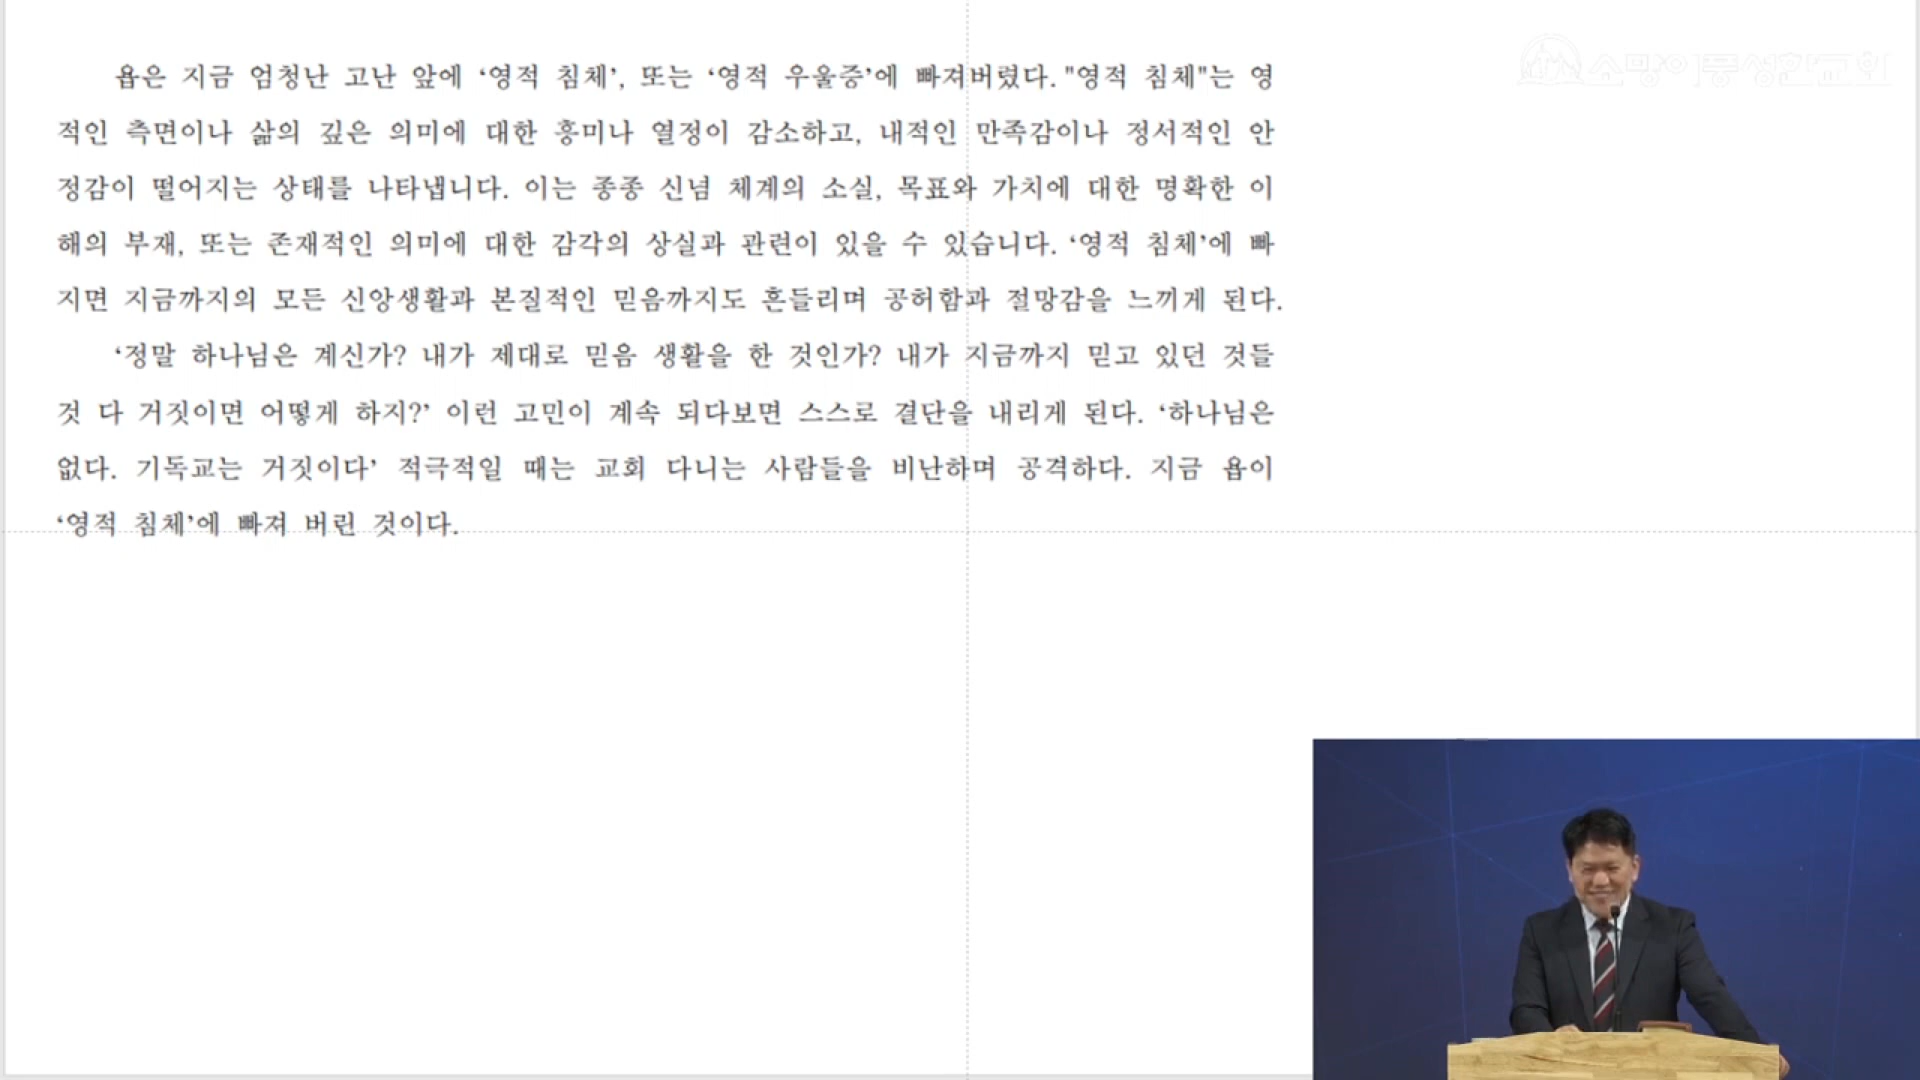 욥은 지금 엄청난 고난 앞에 ‘영적 침체’, 또는 ‘영적 우울증’에 빠져버렸다. "영적 침체"는 영
적인 측면이나 삶의 깊은 의미에 대한 흥미나 열정이 감소하고, 내적인 만족감이나 정서적인 안
정감이 떨어지는 상태를 나타냅니다. 이는 종종 신념 체계의 소실, 목표와 가치에 대한 명확한 이
해의 부재, 또는 존재적인 의미에 대한 감각의 상실과 관련이 있을 수 있습니다. ‘영적 침체’에 빠
지면 지금까지의 모든 신앙생활과 본질적인 믿음까지도 흔들리며 공허함과 절망감을 느끼게 된다.
‘정말 하나님은 계신가? 내가 제대로 믿음 생활을 한 것인가? 내가 지금까지 믿고 있던 것들
것 다 거짓이면 어떻게 하지?’ 이런 고민이 계속 되다보면 스스로 결단을 내리게 된다. ‘하나님은
없다. 기독교는 거짓이다’ 적극적일 때는 교회 다니는 사람들을 비난하며 공격하다. 지금 욥이
‘영적 침체’에 빠져 버린 것이다.
소망이풍성한교회